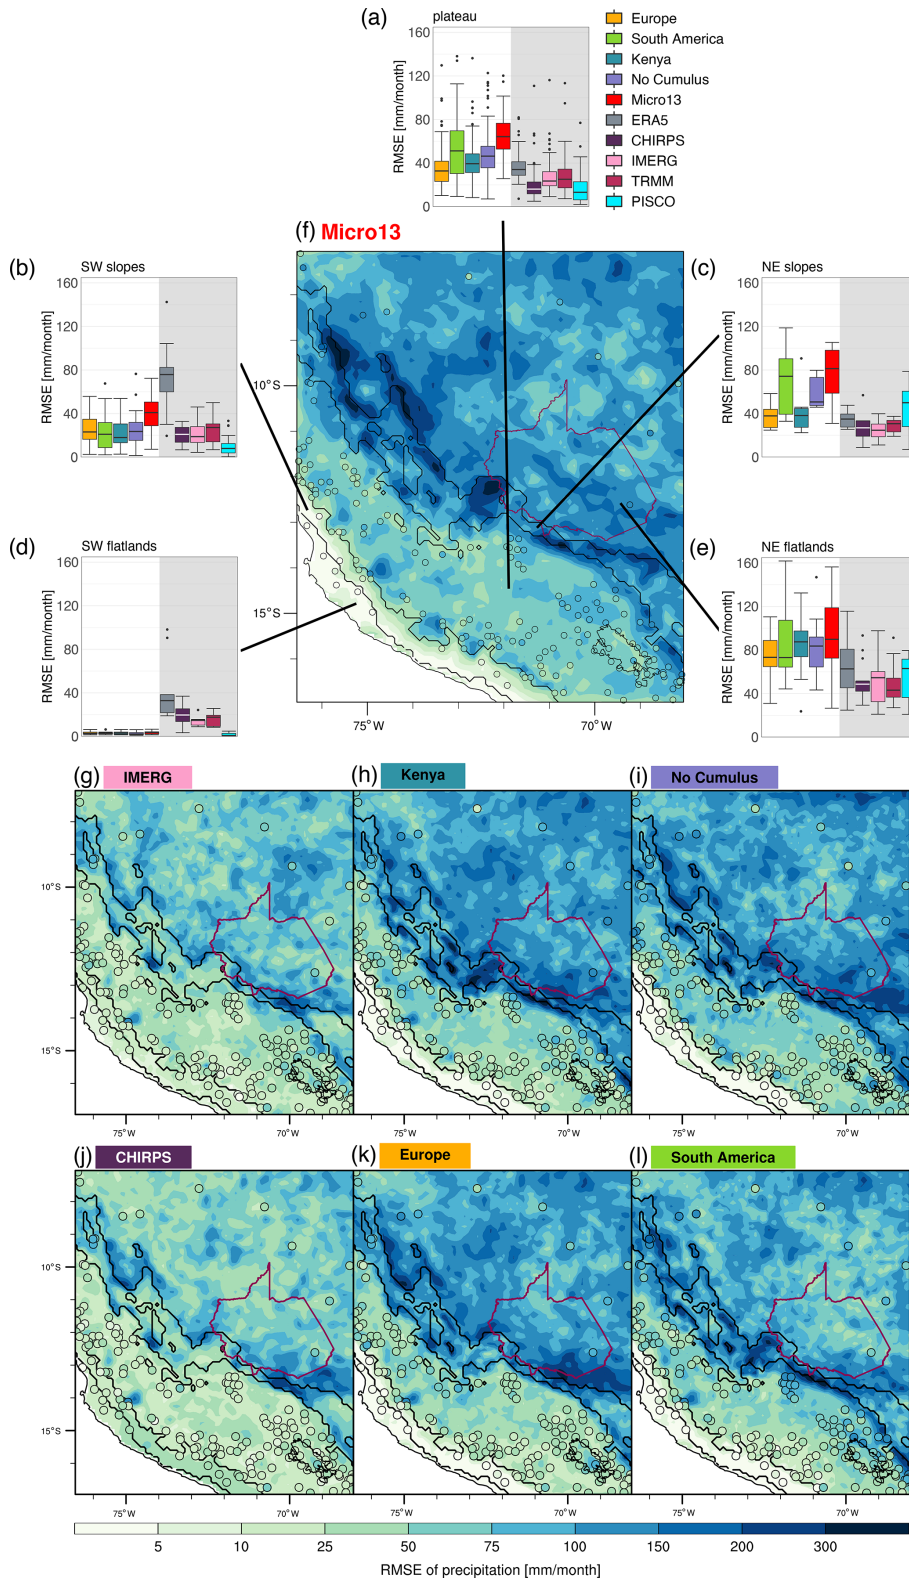 (a)
plateau
160
120
80
40
0
RMSE [mm/month]
Europe
South America
Kenya
No Cumulus
Micro13
ERA5
CHIRPS
IMERG
TRMM
PISCO
(f) Micro13
(b)
SW slopes
160
120
80
40
0
RMSE [mm/month]
(c)
NE slopes
160
120
80
40
0
RMSE [mm/month]
(d)
SW flatlands
160
120
80
40
0
RMSE [mm/month]
(e)
NE flatlands
160
120
80
40
0
RMSE [mm/month]
10°S
15°S
75°W
70°W
(g) IMERG
(h) Kenya
(i) No Cumulus
10°S
15°S
75°W 70°W 75°W 70°W 75°W 70°W
(j) CHIRPS
(k) Europe
(l) South America
10°S
15°S
75°W 70°W 75°W 70°W 75°W 70°W
5 10 25 50 75 100 150 200 300
RMSE of precipitation [mm/month]